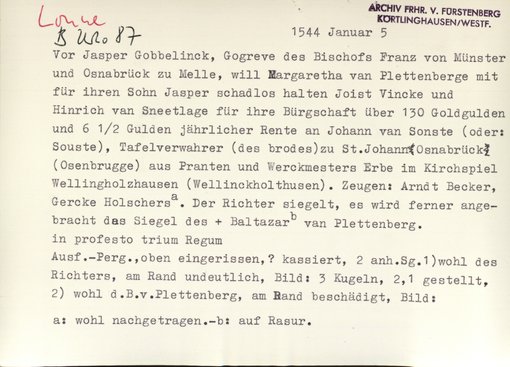 Lonne
B Uro 87
ARCHIV FRHR. V. FÜRSTENBERG
KÖRTLINGHAUSEN/WESTF.
1544 Januar 5
Vor Jasper Gobbelinck, Gogreve des Bischofs Franz von Münster
und Osnabrück zu Melle, will Margaretha van Plettenberge mit
für ihren Sohn Jasper schadlos halten Joist Vincke und
Hinrich van Sneetlage für ihre Bürgschaft über 130 Goldgulden
und 6 1/2 Gulden jährlicher Rente an Johann van Sonste (oder:
Souste), Tafelverwahrer (des brodes)zu St.Johann(Osnabrück)
(Osenbrugge) aus Pranten und Werckmesters Erbe im Kirchspiel
Wellingholzhausen (Wellinckholthusen). Zeugen: Arndt Becker,
Gercke Holschers a. Der Richter siegelt, es wird ferner ange-
bracht das Siegel des + Baltazar b van Plettenberg.
in profesto trium Regum
Ausf.-Perg.,oben eingerissen,? kassiert, 2 anh.Sg.1)wohl des
Richters, am Rand undeutlich, Bild: 3 Kugeln, 2,1 gestellt,
2) wohl d.B.v.Plettenberg, am Rand beschädigt, Bild:
a: wohl nachgetragen.-b: auf Rasur.